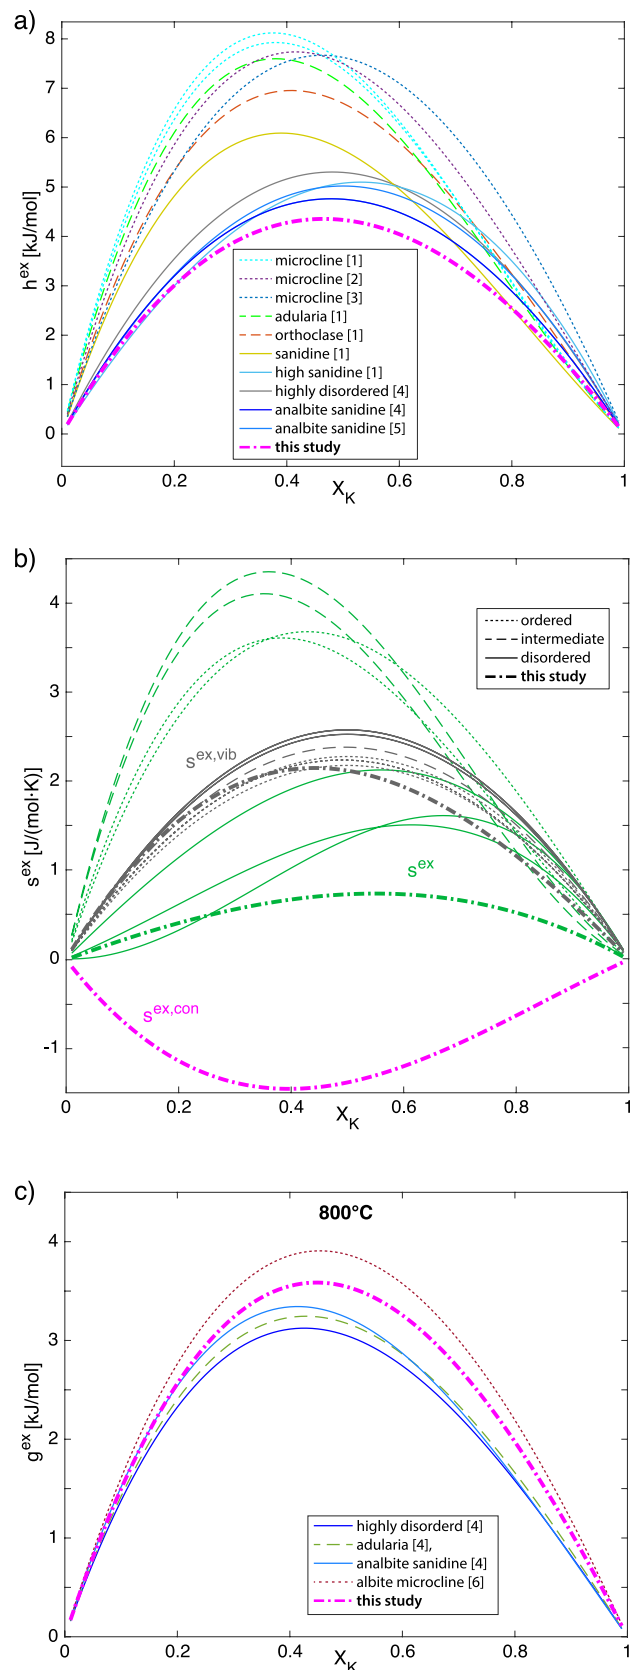 a)
8
7
6
5
4
3
2
1
0
h^ex [kJ/mol]
microcline [1]
microcline [2]
microcline [3]
adularia [1]
orthoclase [1]
sanidine [1]
high sanidine [1]
highly disordered [4]
analbite sanidine [4]
analbite sanidine [5]
this study
0 0.2 0.4 0.6 0.8 1
X_K
b)
4
3
2
1
0
-1
s^ex [J/(mol·K)]
ordered
intermediate
disordered
this study
s^ex,vib
s^ex
s^ex,con
0 0.2 0.4 0.6 0.8 1
X_K
c)
800°C
4
3
2
1
0
g^ex [kJ/mol]
highly disorderd [4]
adularia [4],
analbite sanidine [4]
albite microcline [6]
this study
0 0.2 0.4 0.6 0.8 1
X_K